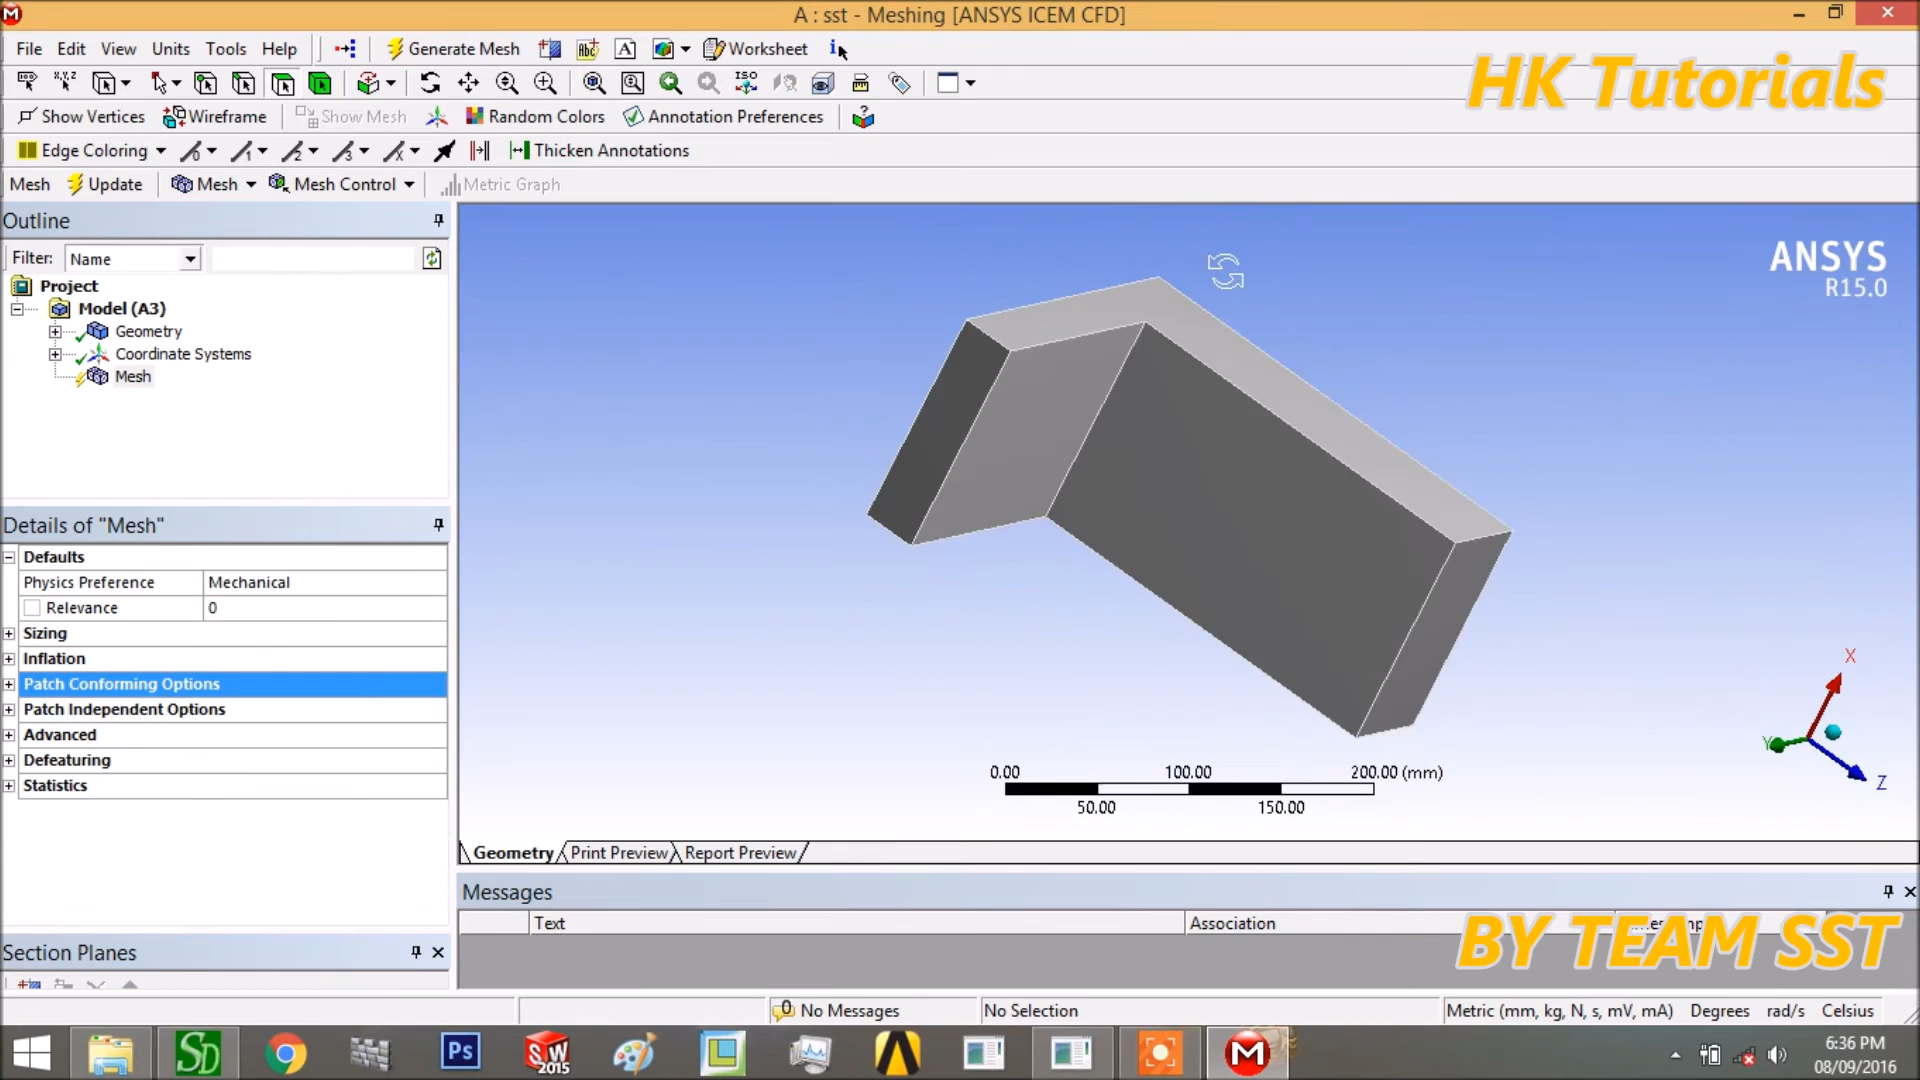 A : sst - Meshing [ANSYS ICEM CFD]
File Edit View Units Tools Help Generate Mesh Worksheet
HK Tutorials
Show Vertices Wireframe Show Mesh Random Colors Annotation Preferences
Edge Coloring Thicken Annotations
Mesh Update Mesh Mesh Control Metric Graph
Outline
Filter: Name
Project
Model (A3)
Geometry
Coordinate Systems
Mesh
ANSYS
R15.0
Details of "Mesh"
Defaults
Physics Preference Mechanical
Relevance 0
Sizing
Inflation
Patch Conforming Options
Patch Independent Options
Advanced
Defeaturing
Statistics
X
Y
Z
0.00 100.00 200.00 (mm)
50.00 150.00
Geometry Print Preview Report Preview
Messages
Text Association
BY TEAM SST
Section Planes
No Messages No Selection Metric (mm, kg, N, s, mV, mA) Degrees rad/s Celsius
6:36 PM
08/09/2016